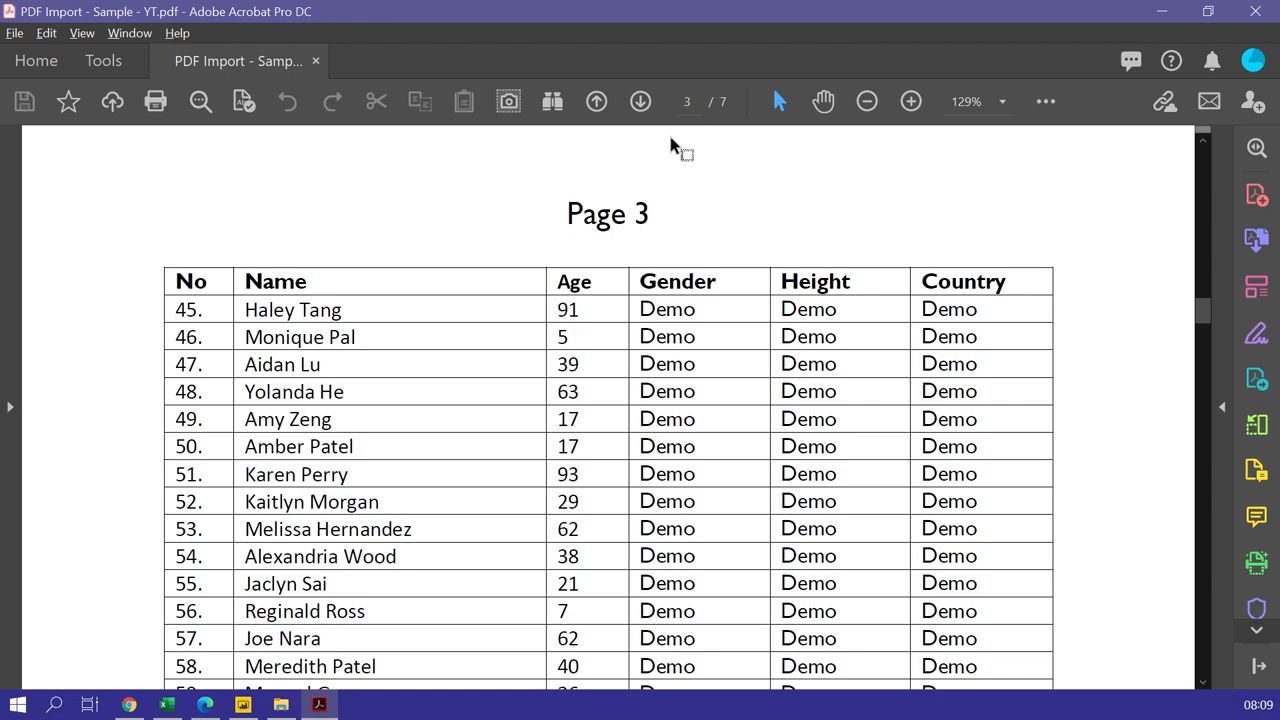 PDF Import - Sample - YT.pdf - Adobe Acrobat Pro DC
File Edit View Window Help
Home Tools PDF Import - Samp... ×
3 / 7 129%
Page 3
No Name Age Gender Height Country
45. Haley Tang 91 Demo Demo Demo
46. Monique Pal 5 Demo Demo Demo
47. Aidan Lu 39 Demo Demo Demo
48. Yolanda He 63 Demo Demo Demo
49. Amy Zeng 17 Demo Demo Demo
50. Amber Patel 17 Demo Demo Demo
51. Karen Perry 93 Demo Demo Demo
52. Kaitlyn Morgan 29 Demo Demo Demo
53. Melissa Hernandez 62 Demo Demo Demo
54. Alexandria Wood 38 Demo Demo Demo
55. Jaclyn Sai 21 Demo Demo Demo
56. Reginald Ross 7 Demo Demo Demo
57. Joe Nara 62 Demo Demo Demo
58. Meredith Patel 40 Demo Demo Demo
08:09